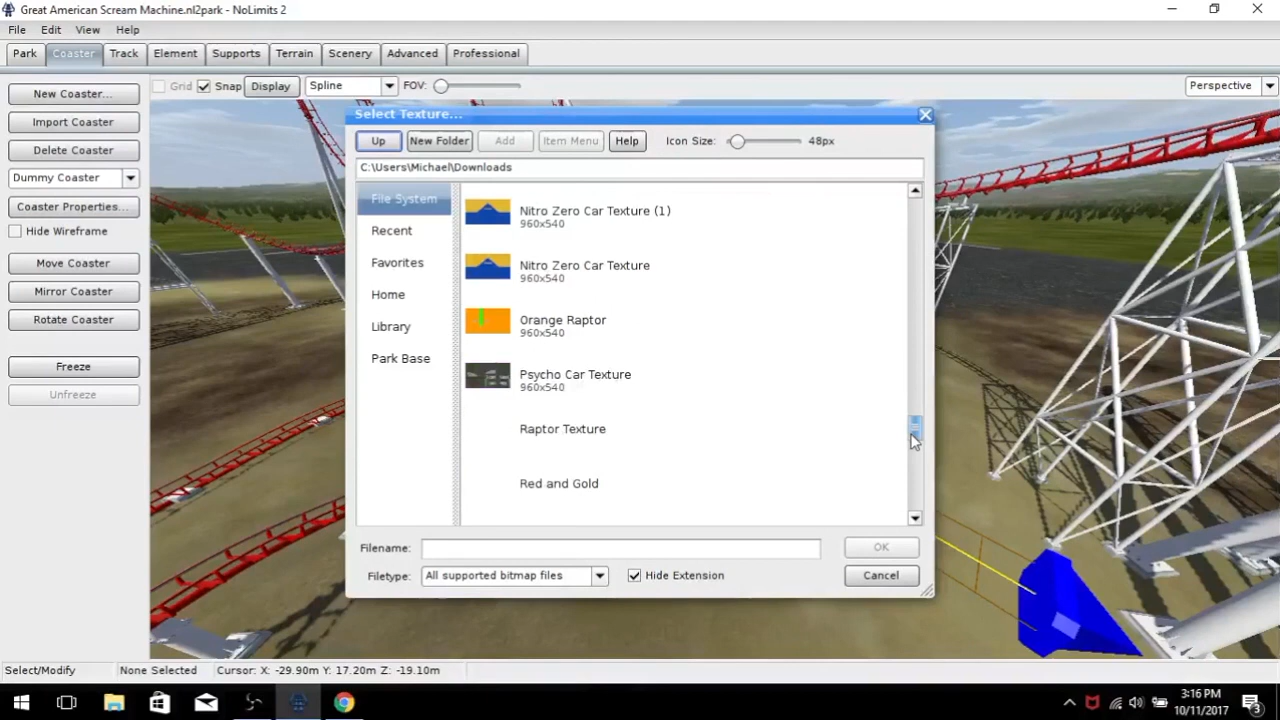 Great American Scream Machine.nl2park - NoLimits 2
File Edit View Help
Park Coaster Track Element Supports Terrain Scenery Advanced Professional
New Coaster...
Import Coaster
Delete Coaster
Dummy Coaster
Coaster Properties...
Hide Wireframe
Move Coaster
Mirror Coaster
Rotate Coaster
Freeze
Unfreeze
Grid Snap Display Spline FOV: Perspective
Select Texture...
Up New Folder Add Item Menu Help Icon Size: 48px
C:\Users\Michael\Downloads
File System
Recent
Favorites
Home
Library
Park Base
Nitro Zero Car Texture (1)
960x540
Nitro Zero Car Texture
960x540
Orange Raptor
960x540
Psycho Car Texture
960x540
Raptor Texture
Red and Gold
Filename: OK
Filetype: All supported bitmap files Hide Extension Cancel
Select/Modify None Selected Cursor: X: -29.90m Y: 17.20m Z: -19.10m
3:16 PM
10/11/2017
3